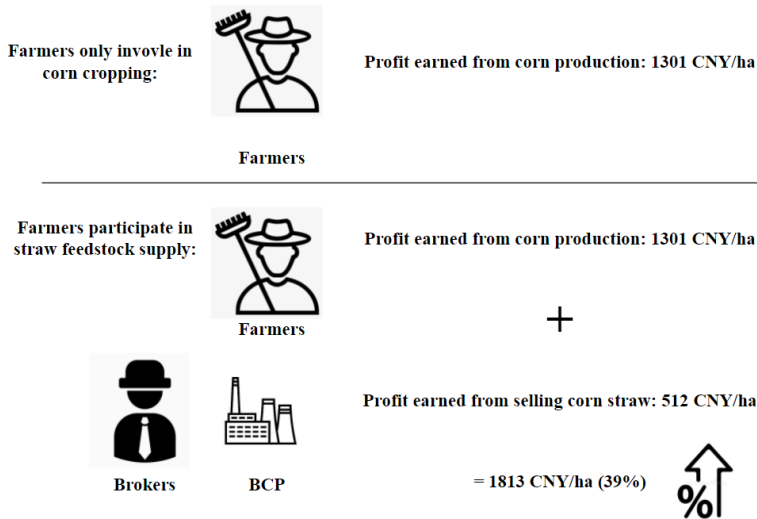 Farmers only invovle in
corn cropping:
Profit earned from corn production: 1301 CNY/ha
Farmers
Farmers participate in
straw feedstock supply:
Profit earned from corn production: 1301 CNY/ha
Farmers
+
Profit earned from selling corn straw: 512 CNY/ha
Brokers
BCP
= 1813 CNY/ha (39%)
%